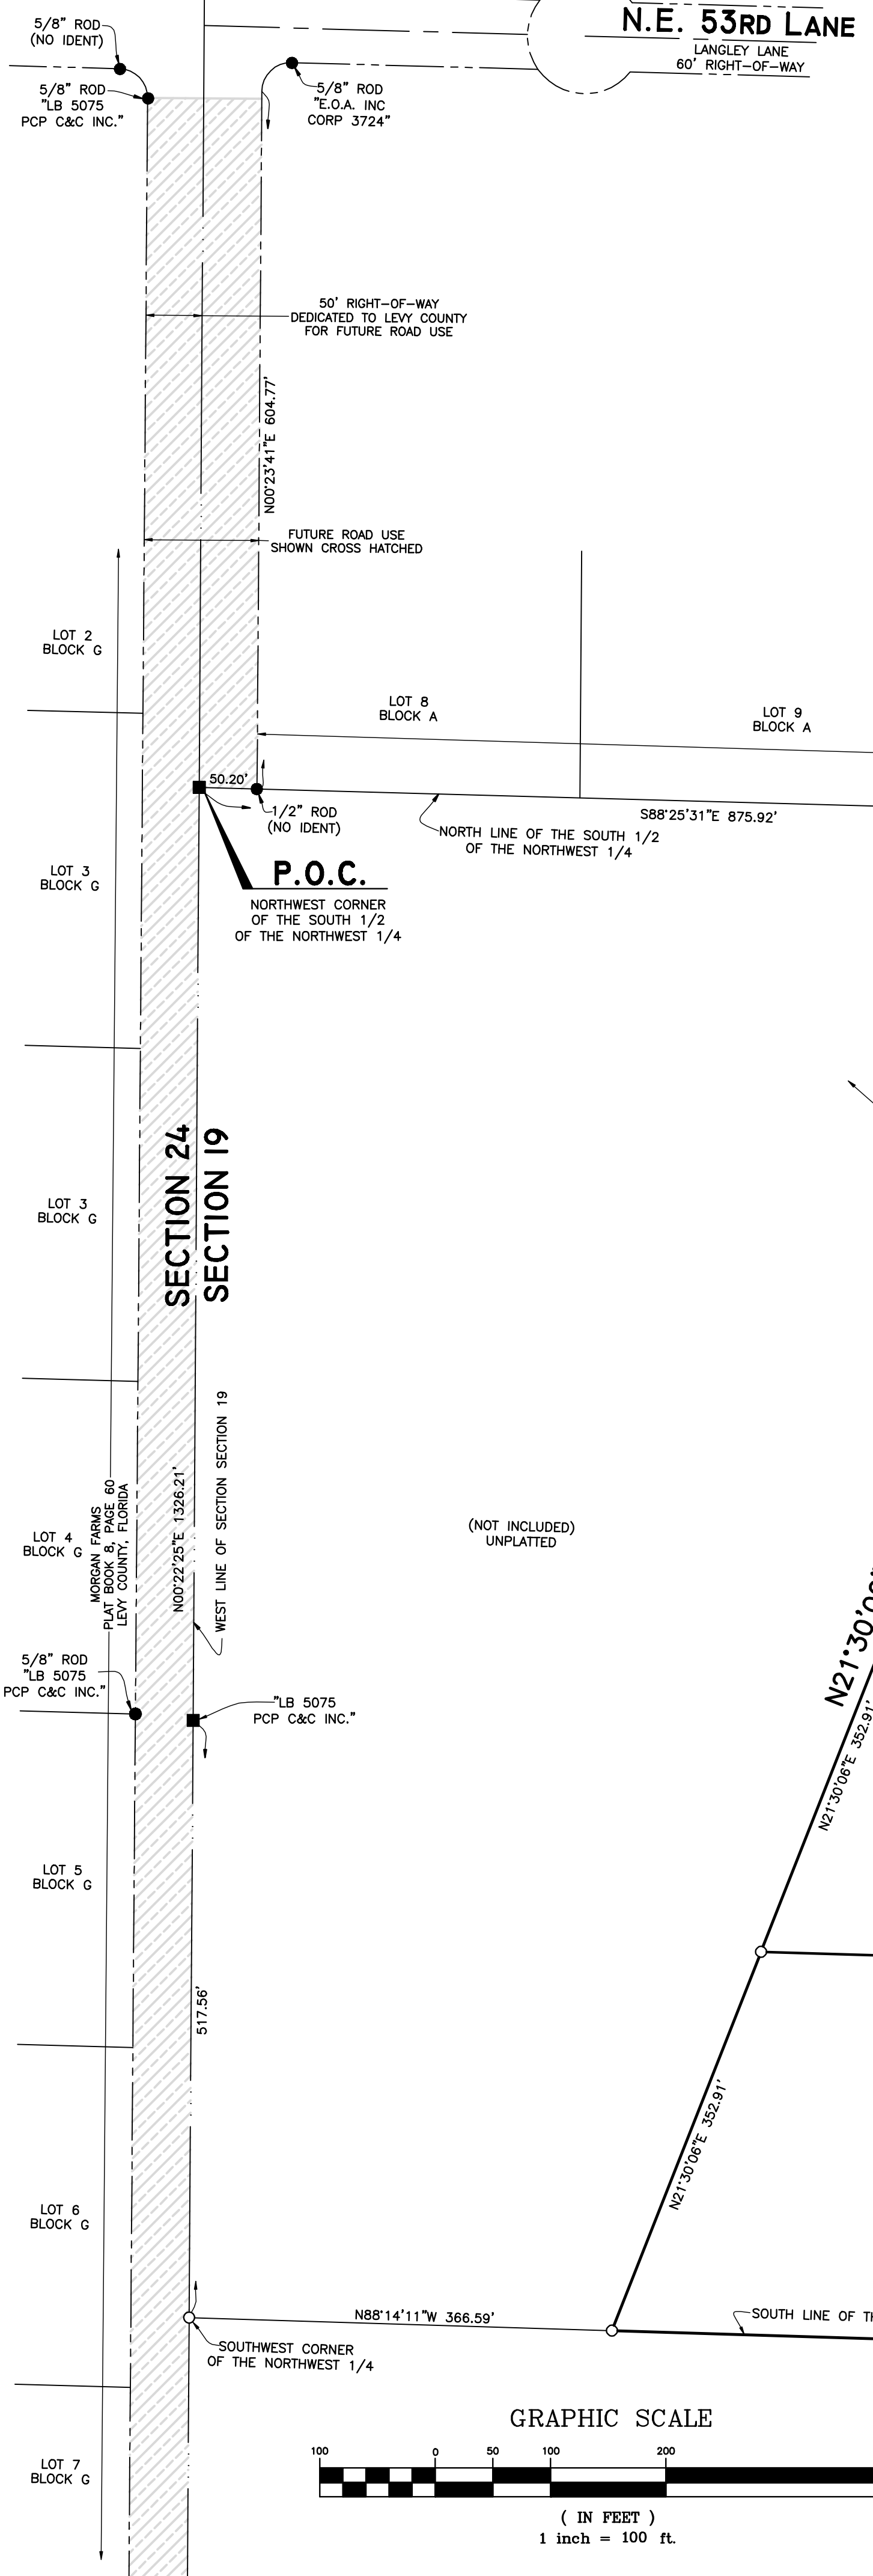 5/8" ROD
(NO IDENT)
N.E. 53RD LANE
LANGLEY LANE
60' RIGHT-OF-WAY
5/8" ROD
"LB 5075
PCP C&C INC."
5/8" ROD
"E.O.A. INC
CORP 3724"
50' RIGHT-OF-WAY
DEDICATED TO LEVY COUNTY
FOR FUTURE ROAD USE
N00°23'41"E 604.77'
FUTURE ROAD USE
SHOWN CROSS HATCHED
LOT 2
BLOCK G
LOT 8
BLOCK A
LOT 9
BLOCK A
50.20'
1/2" ROD
(NO IDENT)
S88°25'31"E 875.92'
NORTH LINE OF THE SOUTH 1/2
OF THE NORTHWEST 1/4
LOT 3
BLOCK G
P.O.C.
NORTHWEST CORNER
OF THE SOUTH 1/2
OF THE NORTHWEST 1/4
SECTION 24
SECTION 19
LOT 3
BLOCK G
LOT 4
BLOCK G
MORGAN FARMS
PLAT BOOK 8, PAGE 60
LEVY COUNTY, FLORIDA
N00°22'25"E 1326.21'
WEST LINE OF SECTION SECTION 19
(NOT INCLUDED)
UNPLATTED
N21°30'06"
N21°30'06"E 352.91'
5/8" ROD
"LB 5075
PCP C&C INC."
"LB 5075
PCP C&C INC."
LOT 5
BLOCK G
517.56'
N21°30'06"E 352.91'
LOT 6
BLOCK G
N88°14'11"W 366.59'
SOUTH LINE OF
SOUTHWEST CORNER
OF THE NORTHWEST 1/4
LOT 7
BLOCK G
GRAPHIC SCALE
100 0 50 100 200
( IN FEET )
1 inch = 100 ft.